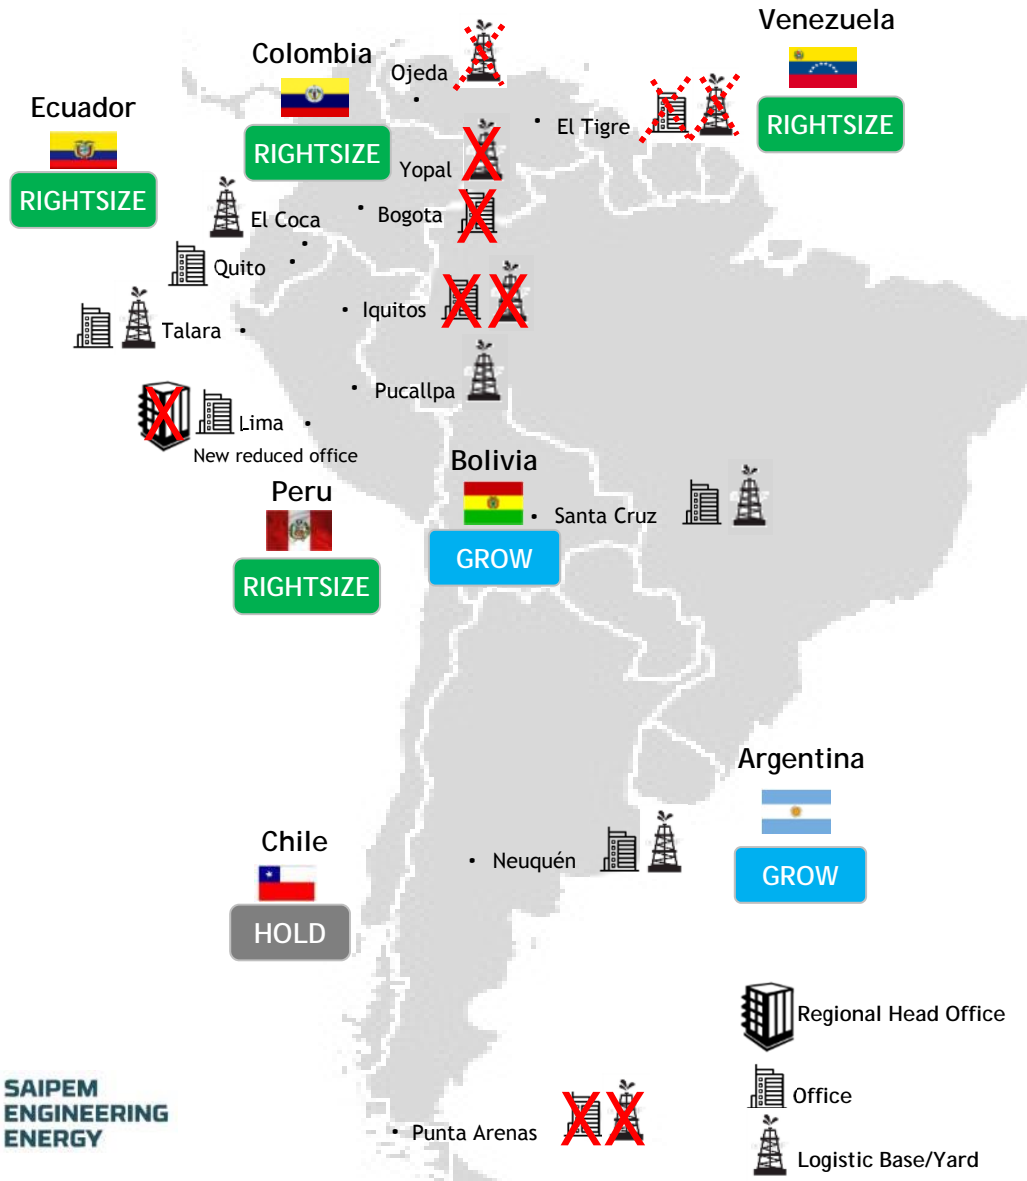 Venezuela
Colombia
Ojeda
Ecuador
El Tigre
RIGHTSIZE
RIGHTSIZE
Yopal
RIGHTSIZE
El Coca
Bogota
Quito
Iquitos
Talara
Pucallpa
Lima
New reduced office
Bolivia
Peru
Santa Cruz
GROW
RIGHTSIZE
Argentina
Chile
Neuquén
GROW
HOLD
Regional Head Office
Office
SAIPEM
ENGINEERING
ENERGY
Punta Arenas
Logistic Base/Yard